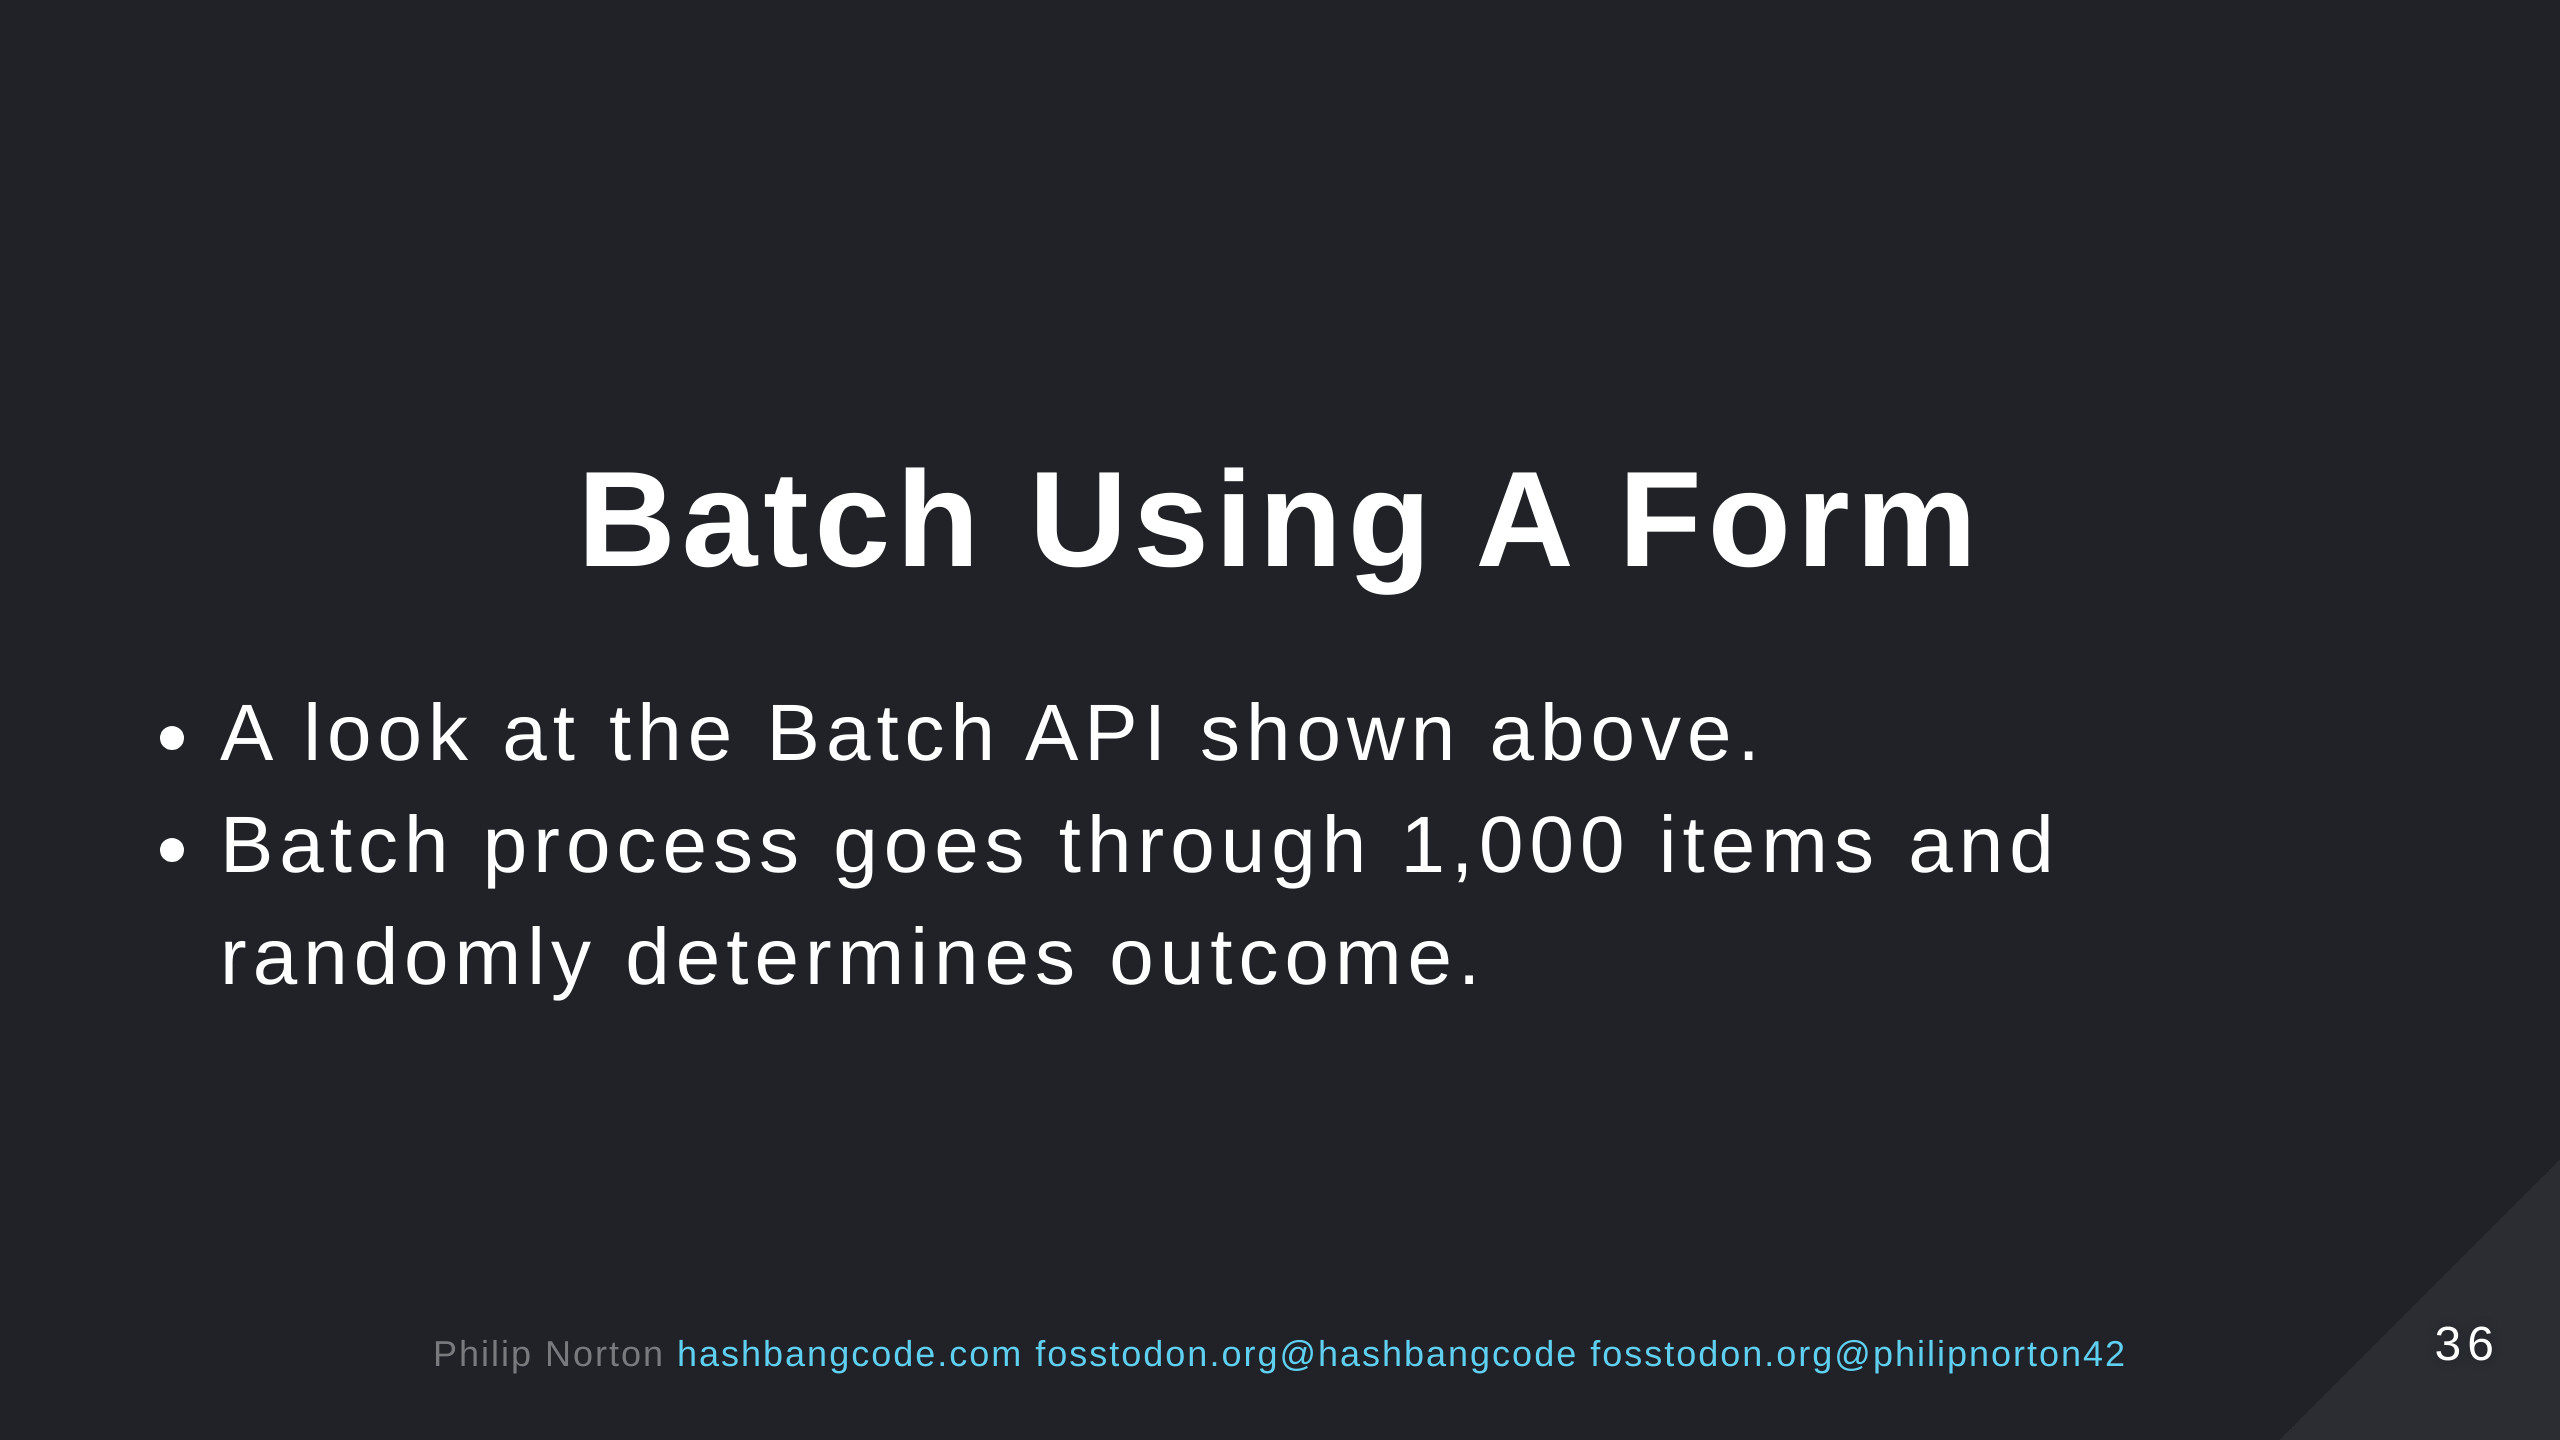 Batch Using A Form
• A look at the Batch API shown above.
• Batch process goes through 1,000 items and
randomly determines outcome.
Philip Norton hashbangcode.com fosstodon.org@hashbangcode fosstodon.org@philipnorton42
36